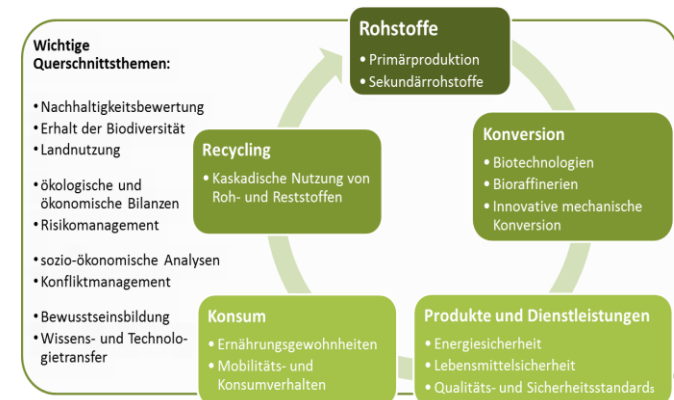 Wichtige
Querschnittsthemen:
• Nachhaltigkeitsbewertung
• Erhalt der Biodiversität
• Landnutzung
• ökologische und
ökonomische Bilanzen
• Risikomanagement
• sozio-ökonomische Analysen
• Konfliktmanagement
• Bewusstseinsbildung
• Wissens- und Technolo-
gietransfer
Rohstoffe
• Primärproduktion
• Sekundärrohstoffe
Konversion
• Biotechnologien
• Bioraffinerien
• Innovative mechanische
Konversion
Produkte und Dienstleistungen
• Energiesicherheit
• Lebensmittelsicherheit
• Qualitäts- und Sicherheitsstandards
Konsum
• Ernährungsgewohnheiten
• Mobilitäts- und
Konsumverhalten
Recycling
• Kaskadische Nutzung von
Roh- und Reststoffen